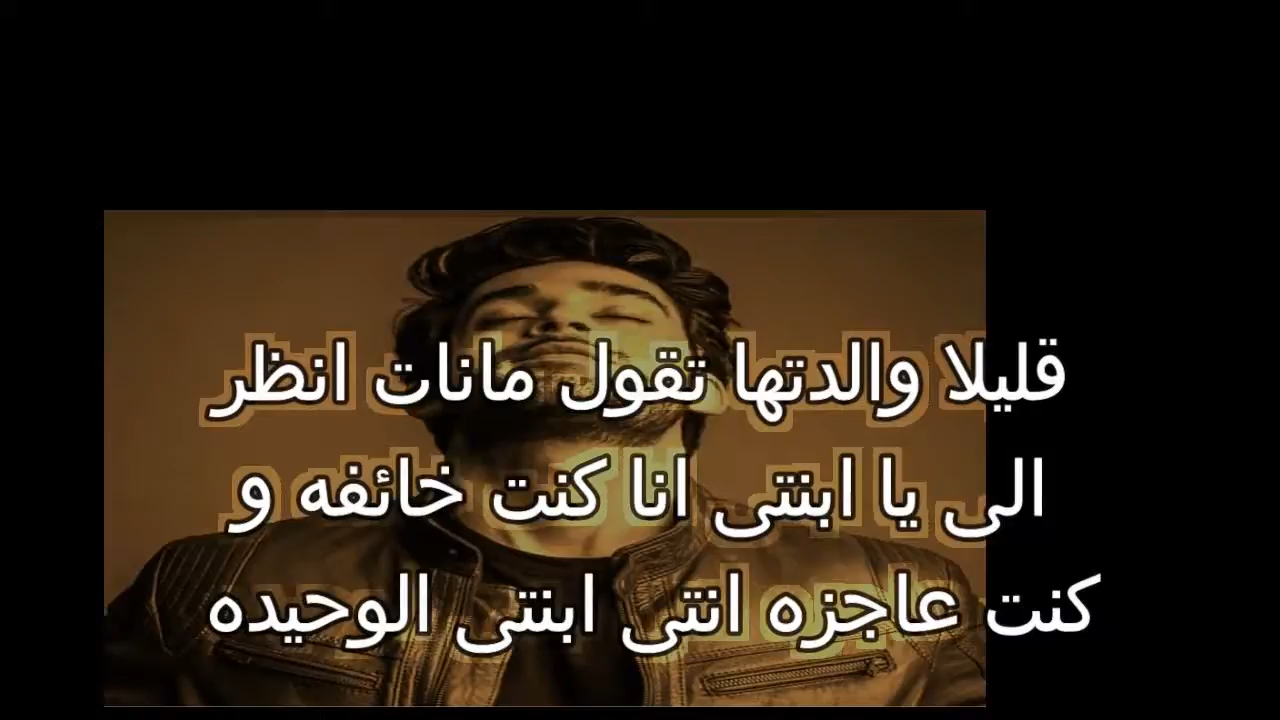 قليلا والدتها تقول مانات انظر
الى يا ابنتى انا كنت خائفه و
كنت عاجزه انتى ابنتى الوحيده